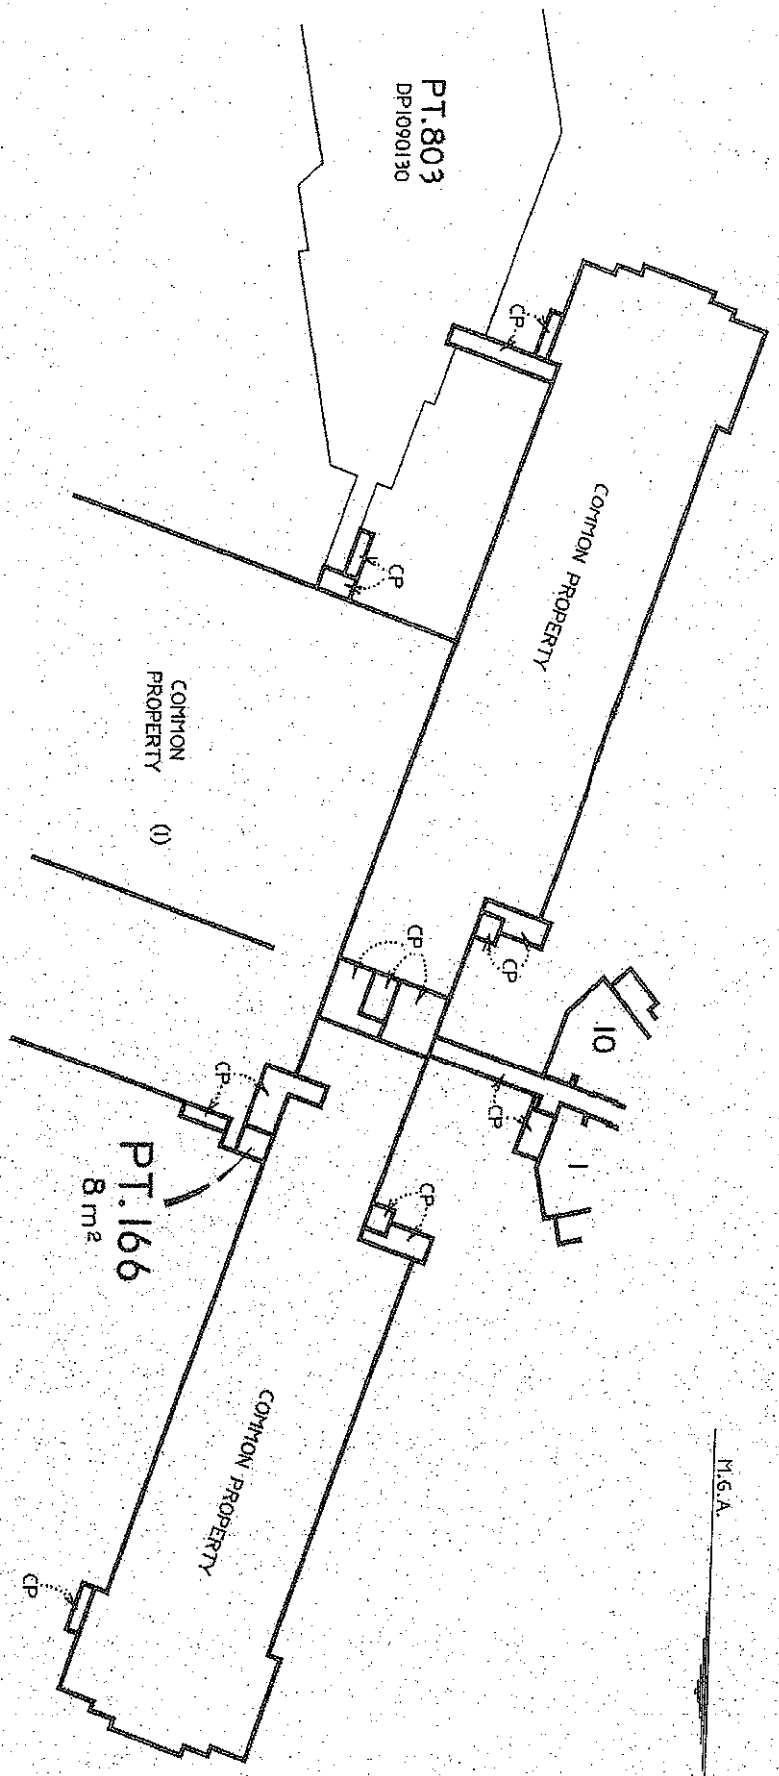 PT.803
DP1090130
CP
COMMON PROPERTY
CP
COMMON
PROPERTY
(1)
CP
CP
10
CP
CP
1
PT.166
8 m²
CP
COMMON PROPERTY
CP
M.G.A.